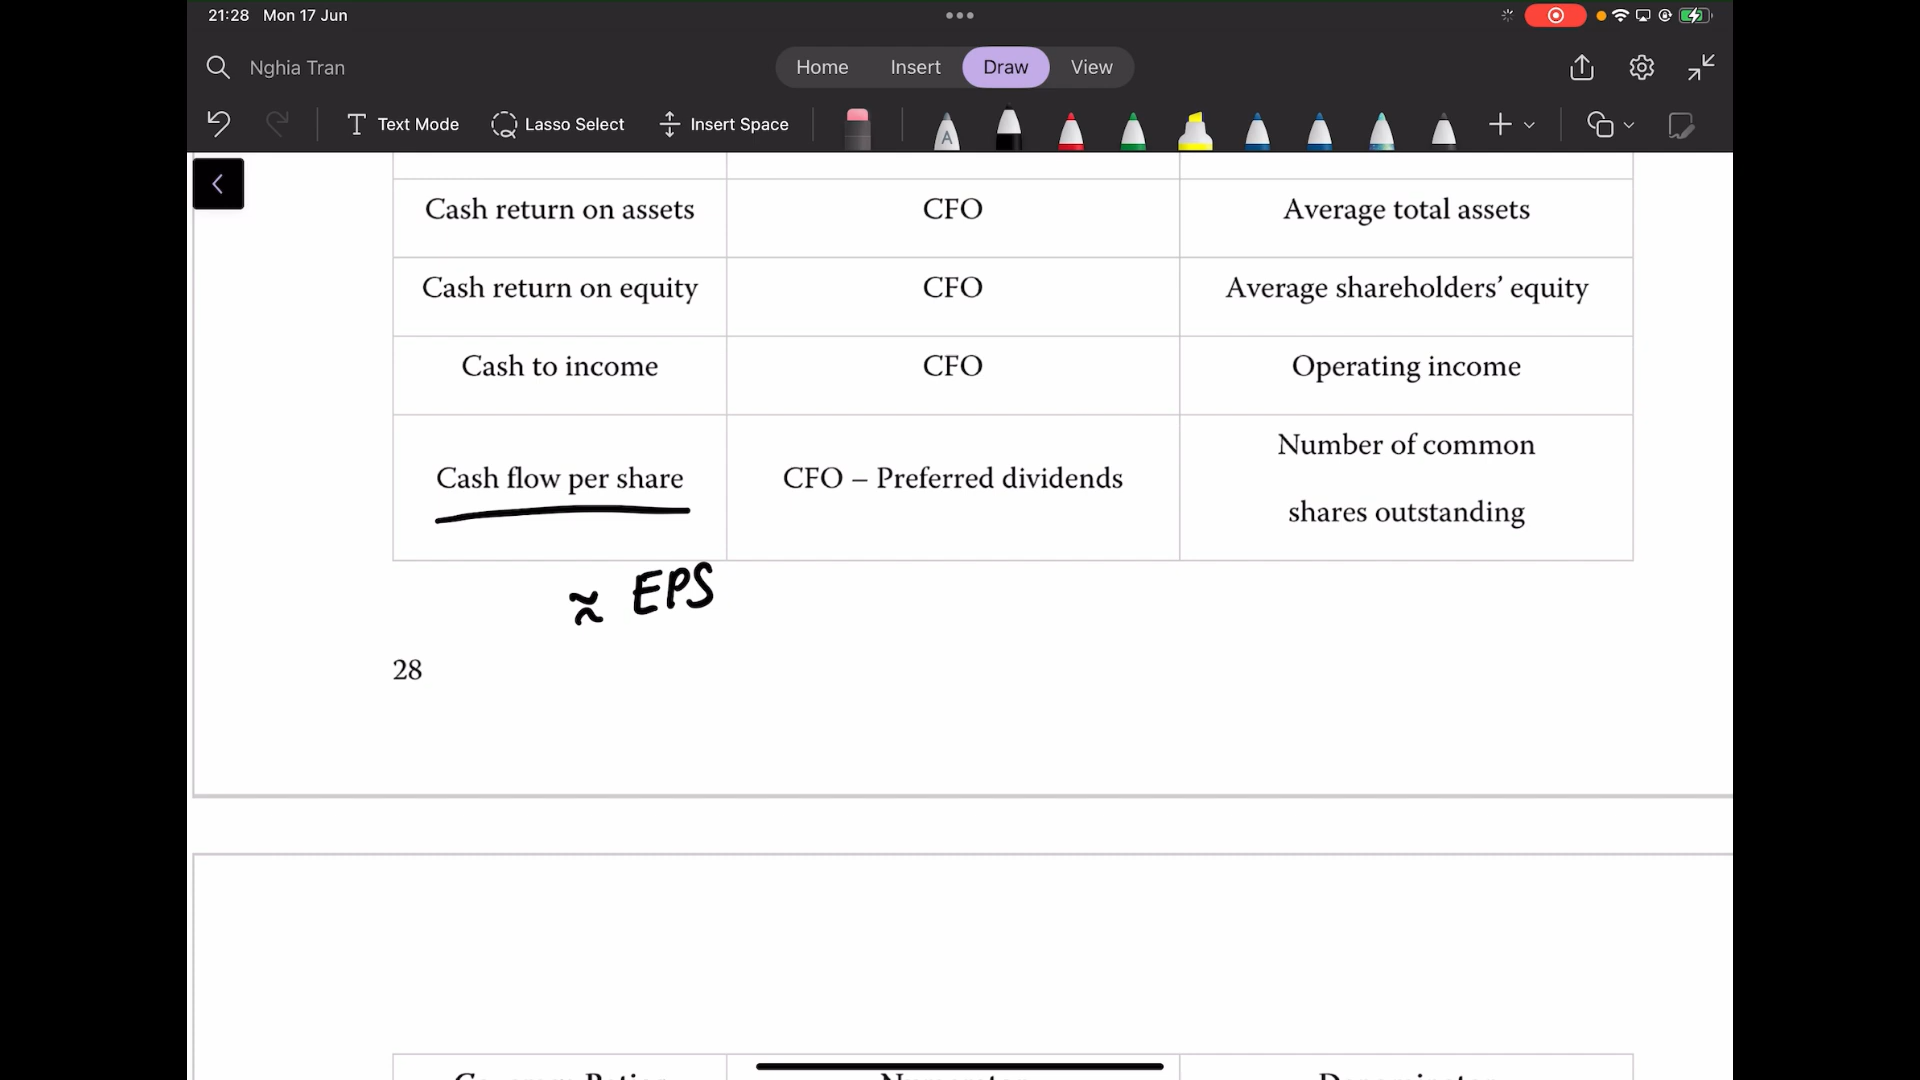 21:28 Mon 17 Jun
Nghia Tran
Home Insert Draw View
Text Mode Lasso Select Insert Space A
Cash return on assets CFO Average total assets
Cash return on equity CFO Average shareholders’ equity
Cash to income CFO Operating income
Cash flow per share CFO – Preferred dividends Number of common
shares outstanding
≈ EPS
28